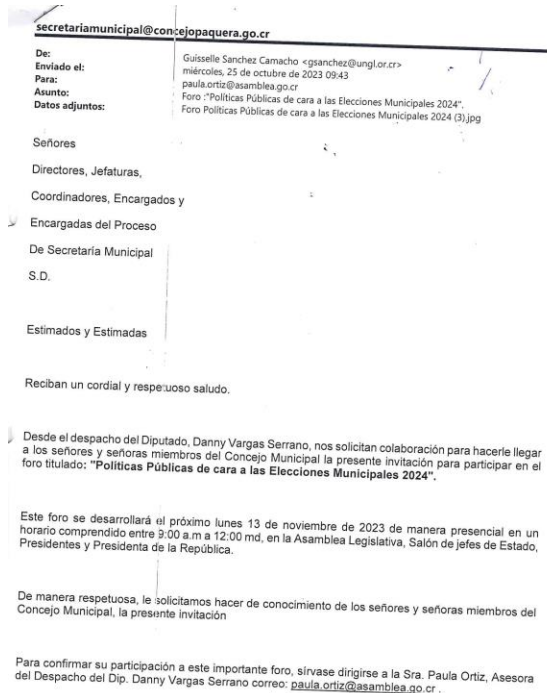 secretariamunicipal@concejopaquera.go.cr
De: Guisselle Sanchez Camacho <gsanchez@ungl.or.cr>
Enviado el: miércoles, 25 de octubre de 2023 09:43
Para: paula.ortiz@asamblea.go.cr
Asunto: Foro :"Políticas Públicas de cara a las Elecciones Municipales 2024".
Datos adjuntos: Foro Políticas Públicas de cara a las Elecciones Municipales 2024 (3).jpg
Señores
Directores, Jefaturas,
Coordinadores, Encargados y
Encargadas del Proceso
De Secretaria Municipal
S.D.
Estimados y Estimadas
Reciban un cordial y respetuoso saludo.
Desde el despacho del Diputado, Danny Vargas Serrano, nos solicitan colaboración para hacerle llegar
a los señores y señoras miembros del Concejo Municipal la presente invitación para participar en el
foro titulado: "Políticas Públicas de cara a las Elecciones Municipales 2024".
Este foro se desarrollará el próximo lunes 13 de noviembre de 2023 de manera presencial en un
horario comprendido entre 9:00 a.m a 12:00 md, en la Asamblea Legislativa, Salón de jefes de Estado,
Presidentes y Presidenta de la República.
De manera respetuosa, le solicitamos hacer de conocimiento de los señores y señoras miembros del
Concejo Municipal, la presente invitación
Para confirmar su participación a este importante foro, sírvase dirigirse a la Sra. Paula Ortiz, Asesora
del Despacho del Dip. Danny Vargas Serrano correo: paula.ortiz@asamblea.go.cr .